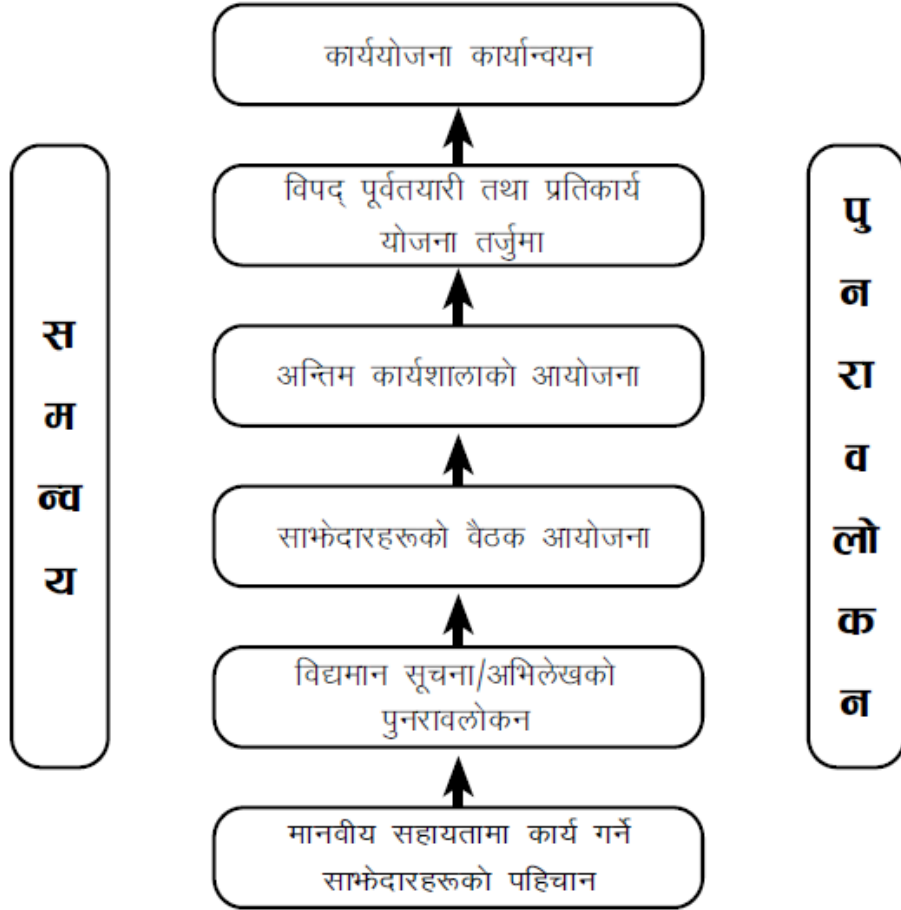 कार्ययोजना कार्यान्वयन
विपद् पूर्वतयारी तथा प्रतिकार्य
योजना तर्जुमा
अन्तिम कार्यशालाको आयोजना
साझेदारहरूको वैठक आयोजना
विद्यमान सूचना/अभिलेखको
पुनरावलोकन
मानवीय सहायतामा कार्य गर्ने
साझेदारहरूको पहिचान
स
म
न्व
य
पु
न
रा
व
लो
क
न